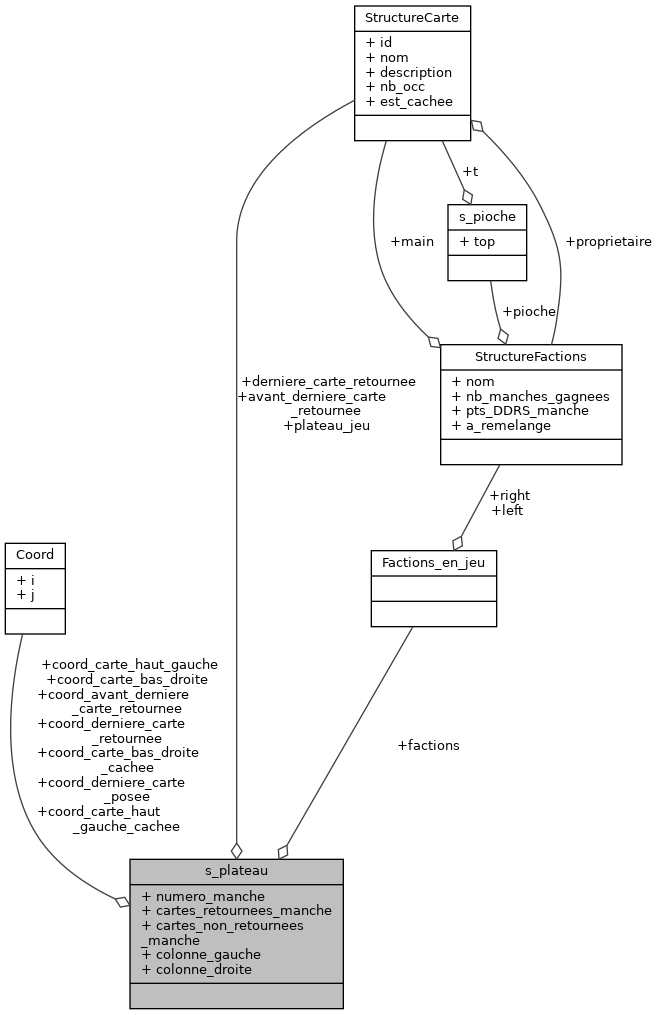 StructureCarte
+ id
+ nom
+ description
+ nb_occ
+ est_cachee
+t
s_pioche
+ top
+main
+proprietaire
+pioche
StructureFactions
+ nom
+ nb_manches_gagnees
+ pts_DDRS_manche
+ a_remelange
+derniere_carte_retournee
+avant_derniere_carte
_retournee
+plateau_jeu
+right
+left
Coord
+ i
+ j
Factions_en_jeu
+coord_carte_haut_gauche
+coord_carte_bas_droite
+coord_avant_derniere
_carte_retournee
+coord_derniere_carte
_retournee
+coord_carte_bas_droite
_cachee
+coord_derniere_carte
_posee
+coord_carte_haut
_gauche_cachee
+factions
s_plateau
+ numero_manche
+ cartes_retournees_manche
+ cartes_non_retournees
_manche
+ colonne_gauche
+ colonne_droite